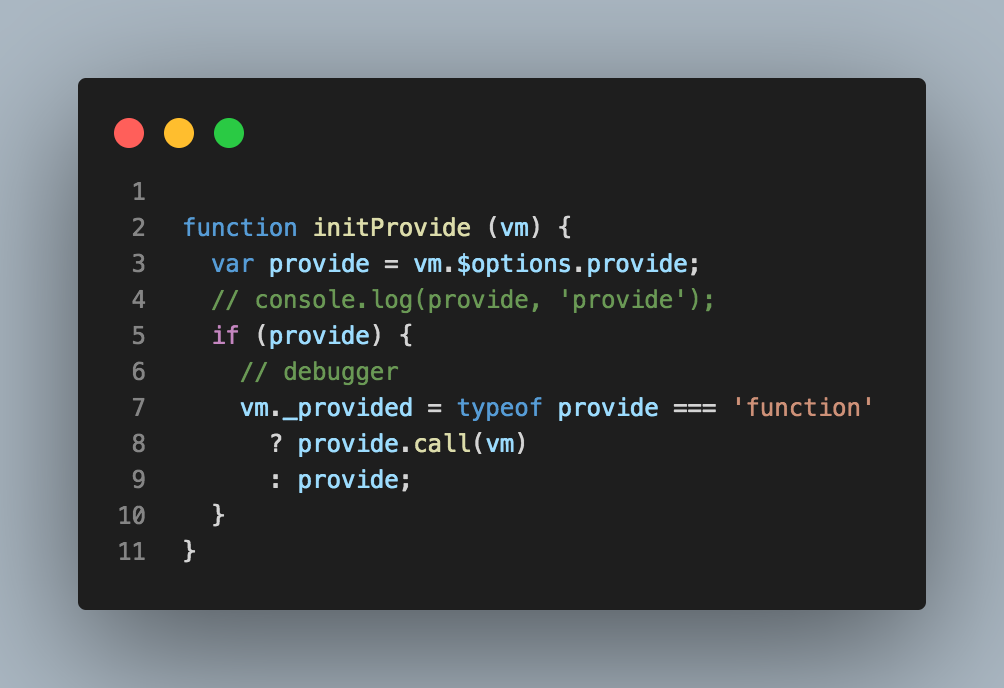 1
2 function initProvide (vm) {
3   var provide = vm.$options.provide;
4   // console.log(provide, 'provide');
5   if (provide) {
6     // debugger
7     vm._provided = typeof provide === 'function'
8       ? provide.call(vm)
9       : provide;
10   }
11 }